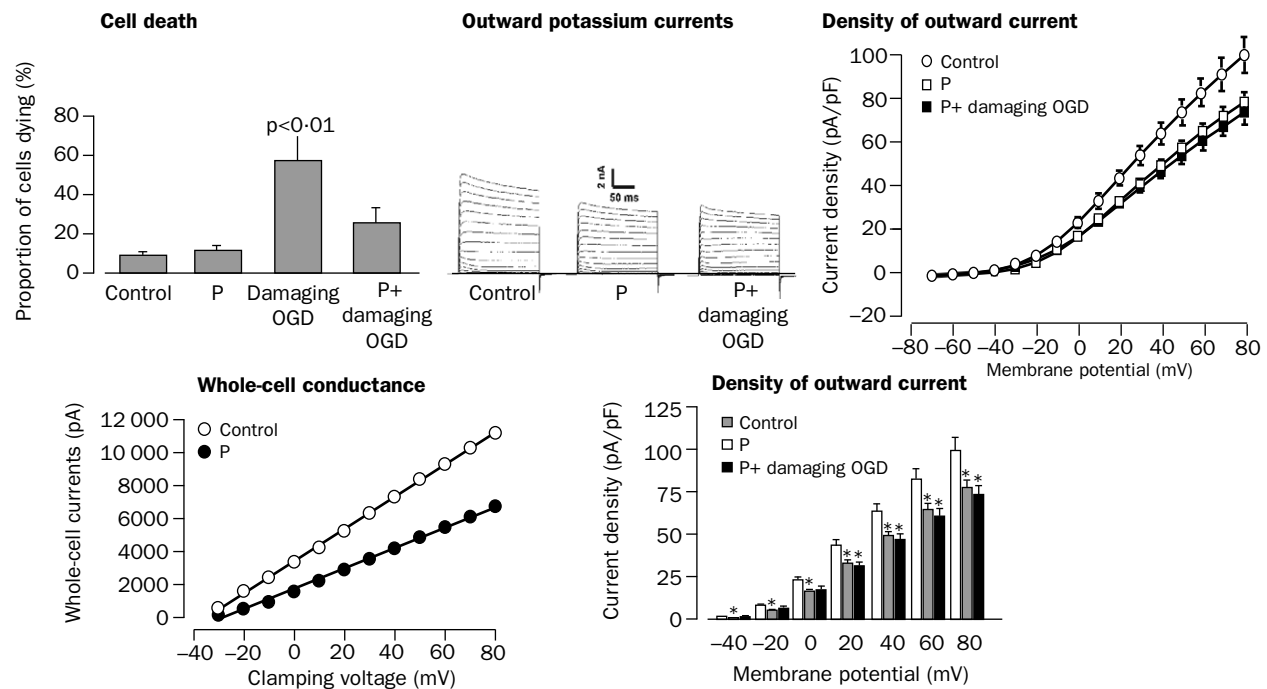 Cell death
Proportion of cells dying (%)
80
60
40
20
0
p<0·01
Control
P
Damaging
OGD
P+
damaging
OGD
Outward potassium currents
2 nA
50 ms
Control
P
P+
damaging
OGD
Density of outward current
Current density (pA/pF)
100
80
60
40
20
0
–20
Control
P
P+ damaging OGD
–80 –60 –40 –20 0 20 40 60 80
Membrane potential (mV)
Whole-cell conductance
Whole-cell currents (pA)
12 000
10 000
8000
6000
4000
2000
0
Control
P
–40 –20 0 20 40 60 80
Clamping voltage (mV)
Density of outward current
Current density (pA/pF)
125
100
75
50
25
0
Control
P
P+ damaging OGD
* * * ** ** ** **
–40 –20 0 20 40 60 80
Membrane potential (mV)